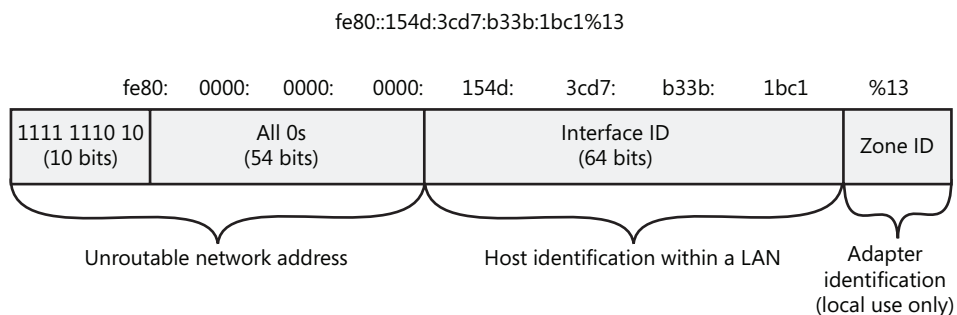 fe80::154d:3cd7:b33b:1bc1%13
fe80: 0000: 0000: 0000: 154d: 3cd7: b33b: 1bc1 %13
1111 1110 10
(10 bits)
All 0s
(54 bits)
Interface ID
(64 bits)
Zone ID
Unroutable network address
Host identification within a LAN
Adapter
identification
(local use only)